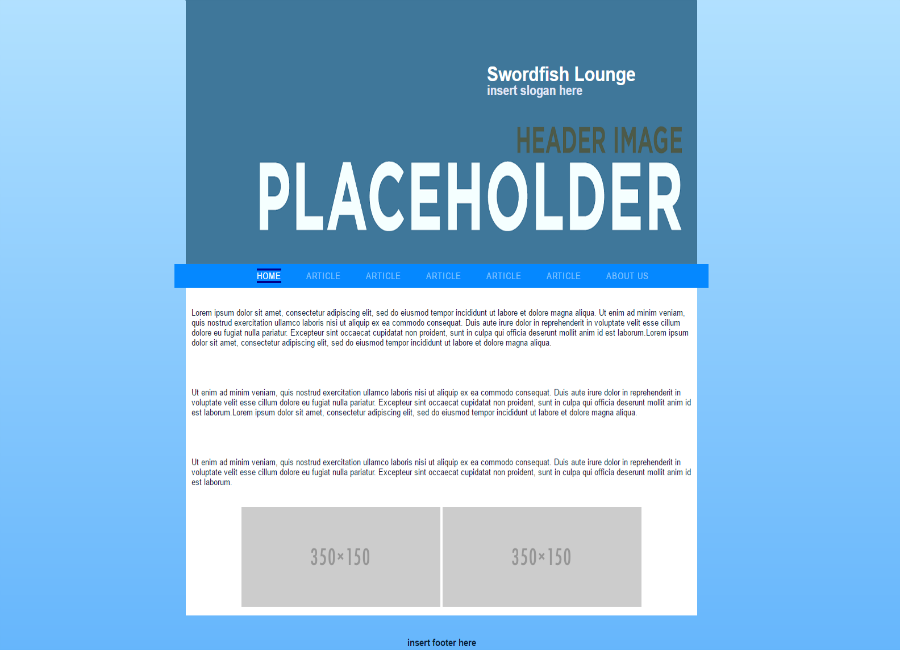 Swordfish Lounge
insert slogan here
HEADER IMAGE
PLACEHOLDER
HOME ARTICLE ARTICLE ARTICLE ARTICLE ARTICLE ABOUT US
Lorem ipsum dolor sit amet, consectetur adipiscing elit, sed do eiusmod tempor incididunt ut labore et dolore magna aliqua. Ut enim ad minim veniam,
quis nostrud exercitation ullamco laboris nisi ut aliquip ex ea commodo consequat. Duis aute irure dolor in reprehenderit in voluptate velit esse cillum
dolore eu fugiat nulla pariatur. Excepteur sint occaecat cupidatat non proident, sunt in culpa qui officia deserunt mollit anim id est laborum.Lorem ipsum
dolor sit amet, consectetur adipiscing elit, sed do eiusmod tempor incididunt ut labore et dolore magna aliqua.
Ut enim ad minim veniam, quis nostrud exercitation ullamco laboris nisi ut aliquip ex ea commodo consequat. Duis aute irure dolor in reprehenderit in
voluptate velit esse cillum dolore eu fugiat nulla pariatur. Excepteur sint occaecat cupidatat non proident, sunt in culpa qui officia deserunt mollit anim id
est laborum.Lorem ipsum dolor sit amet, consectetur adipiscing elit, sed do eiusmod tempor incididunt ut labore et dolore magna aliqua.
Ut enim ad minim veniam, quis nostrud exercitation ullamco laboris nisi ut aliquip ex ea commodo consequat. Duis aute irure dolor in reprehenderit in
voluptate velit esse cillum dolore eu fugiat nulla pariatur. Excepteur sint occaecat cupidatat non proident, sunt in culpa qui officia deserunt mollit anim id
est laborum.
350×150 350×150
insert footer here